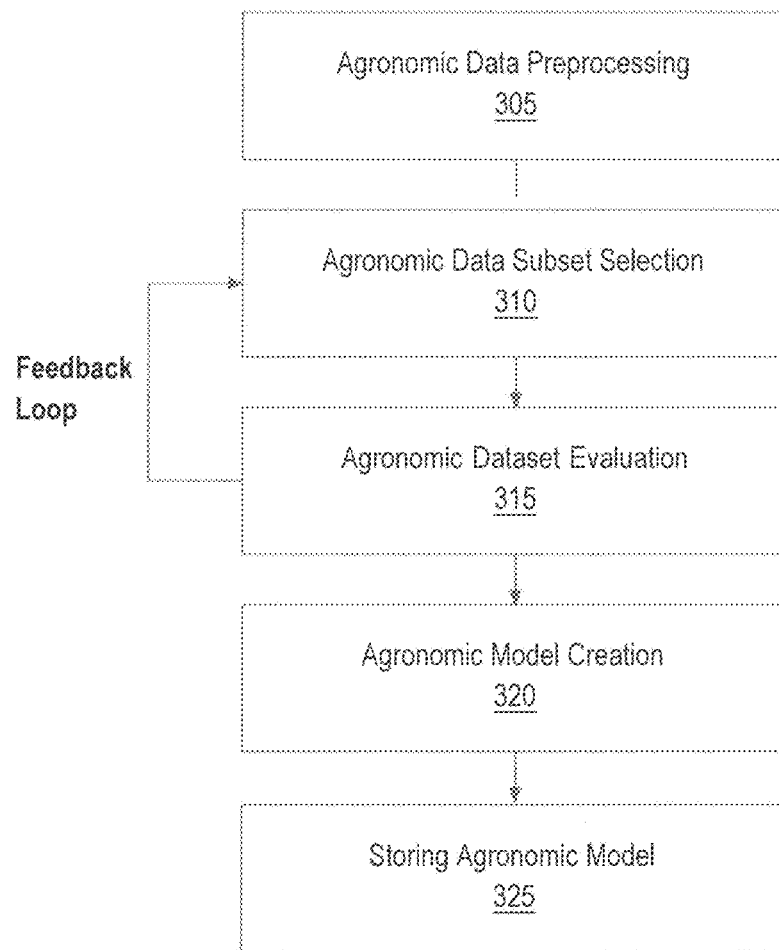 Agronomic Data Preprocessing
305
Agronomic Data Subset Selection
310
Feedback
Loop
Agronomic Dataset Evaluation
315
Agronomic Model Creation
320
Storing Agronomic Model
325